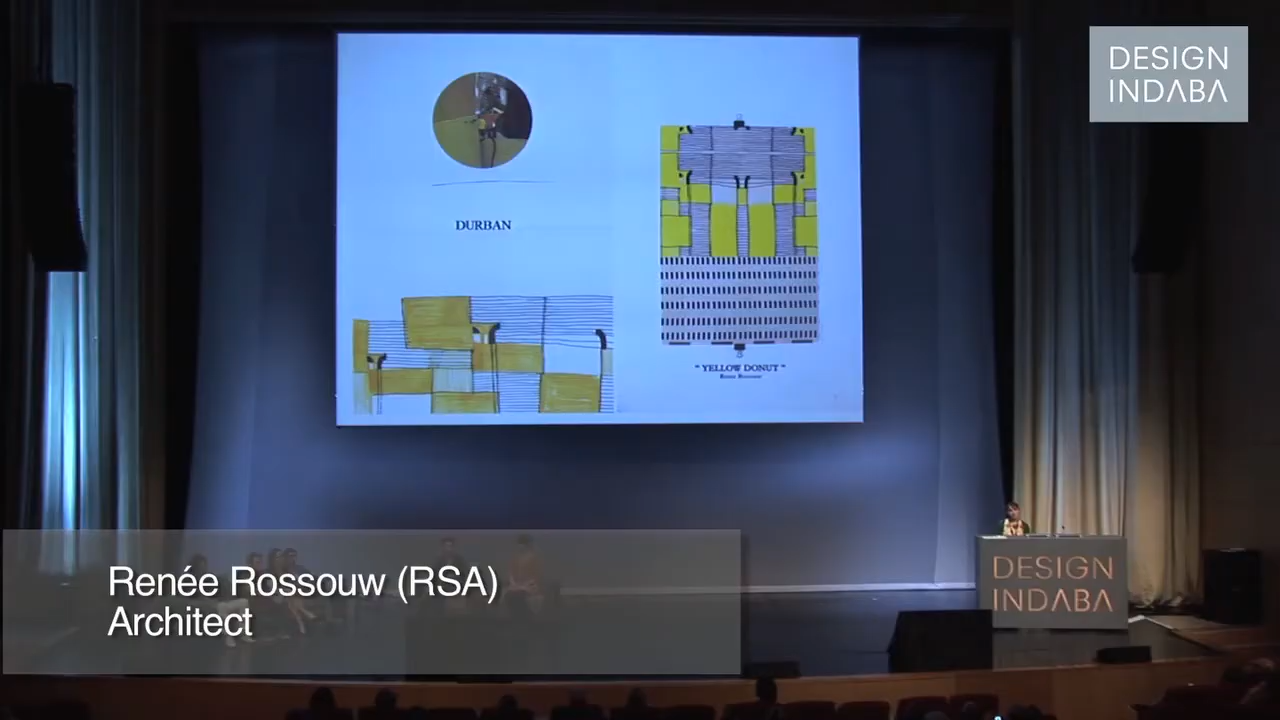 DESIGN
INDABA
DURBAN
" YELLOW DONUT "
Renée Rossouw (RSA)
Architect
DESIGN
INDABA